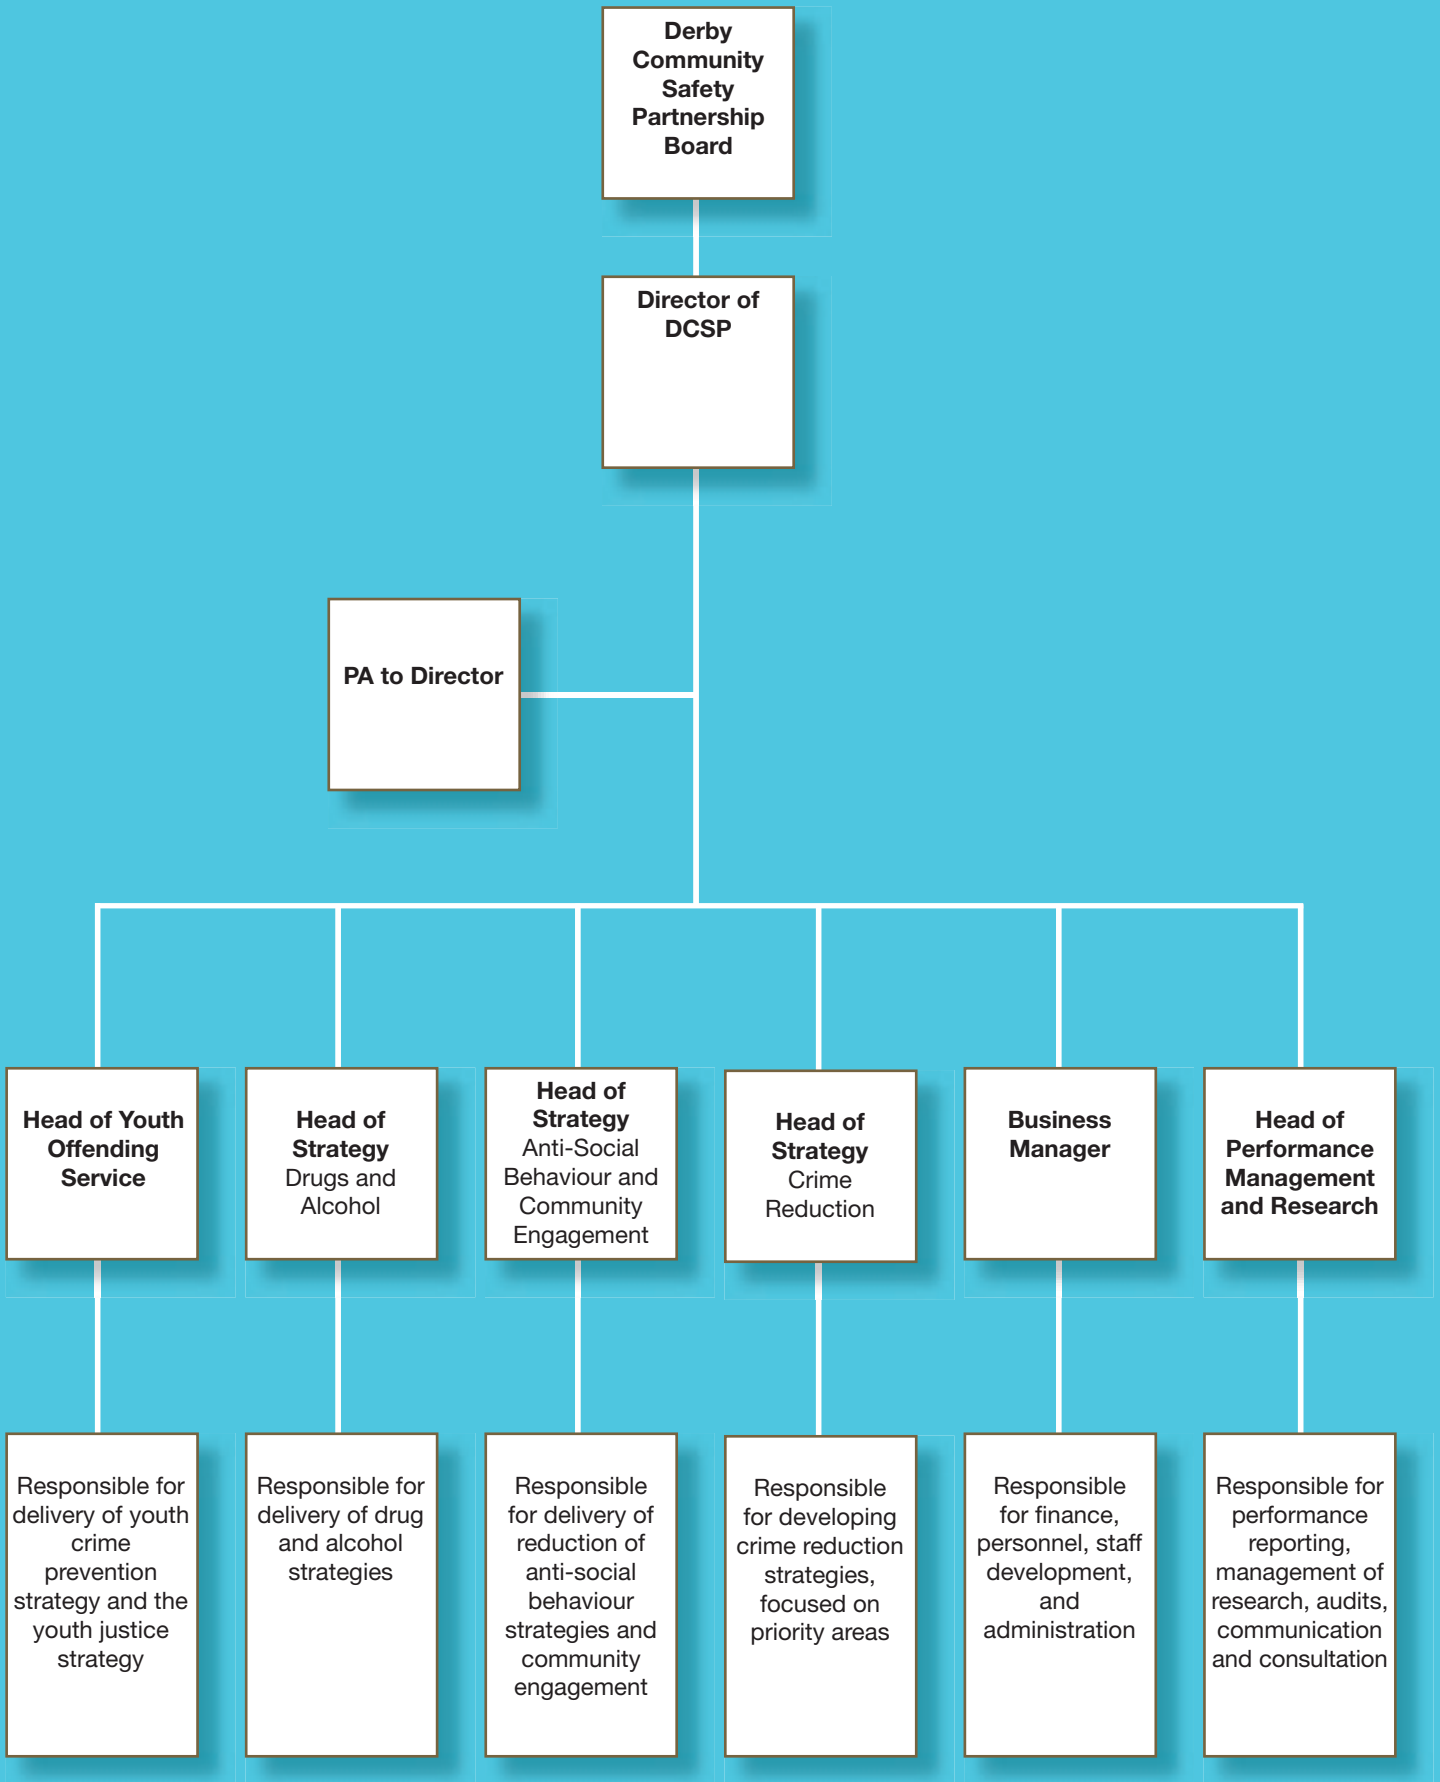 Derby
Community
Safety
Partnership
Board
Director of
DCSP
PA to Director
Head of Youth
Offending
Service
Head of
Strategy
Drugs and
Alcohol
Head of
Strategy
Anti-Social
Behaviour and
Community
Engagement
Head of
Strategy
Crime
Reduction
Business
Manager
Head of
Performance
Management
and Research
Responsible for
delivery of youth
crime
prevention
strategy and the
youth justice
strategy
Responsible for
delivery of drug
and alcohol
strategies
Responsible
for delivery of
reduction of
anti-social
behaviour
strategies and
community
engagement
Responsible
for developing
crime reduction
strategies,
focused on
priority areas
Responsible
for finance,
personnel, staff
development,
and
administration
Responsible for
performance
reporting,
management of
research, audits,
communication
and consultation